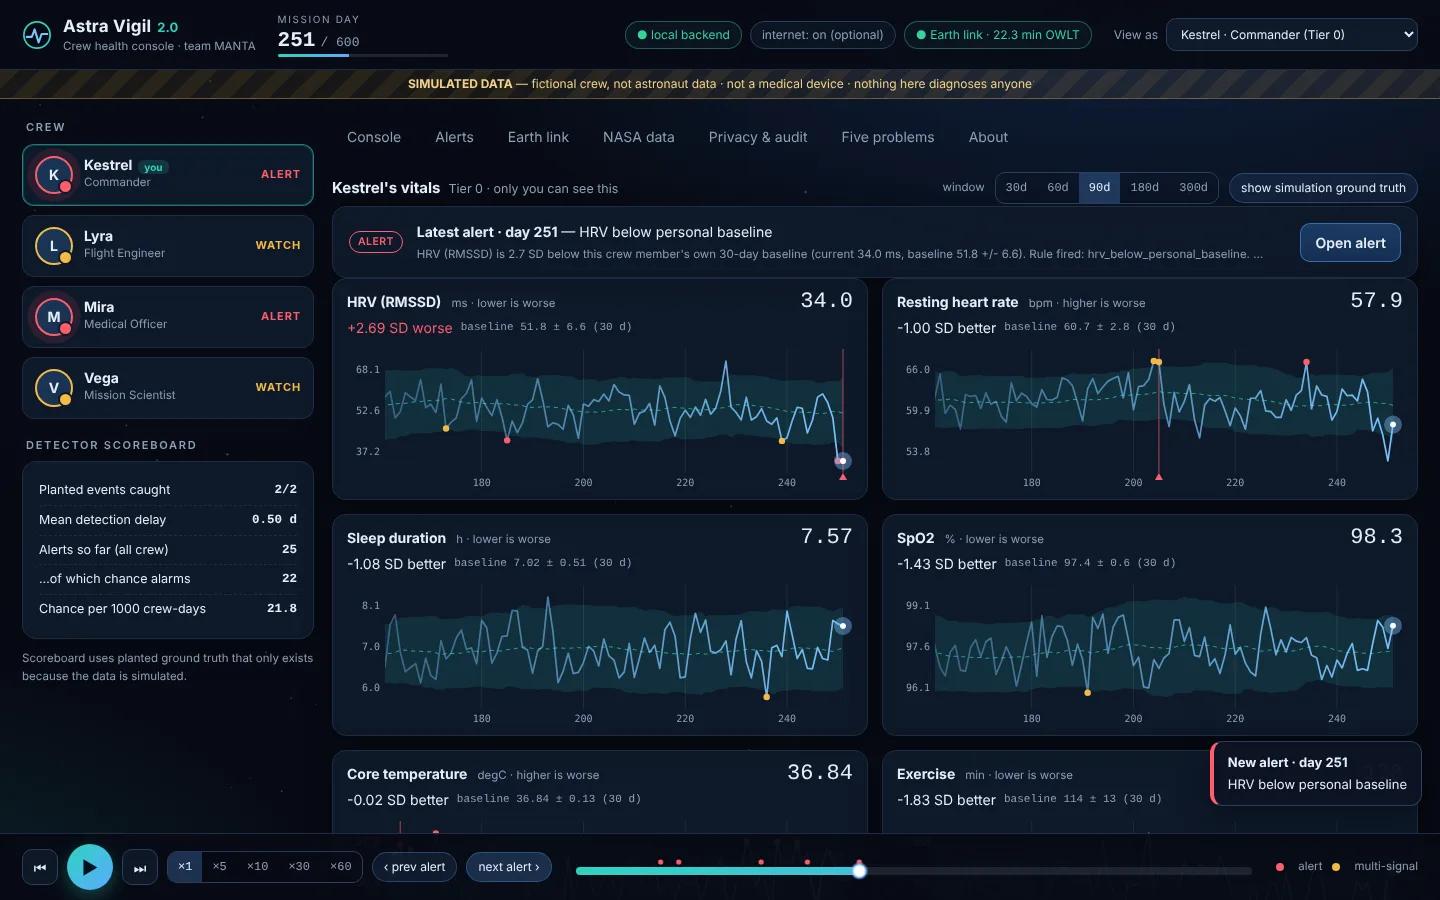 Astra Vigil 2.0
Crew health console · team MANTA
MISSION DAY
251 / 600
local backend
internet: on (optional)
Earth link · 22.3 min OWLT
View as
Kestrel · Commander (Tier 0)
SIMULATED DATA — fictional crew, not astronaut data · not a medical device · nothing here diagnoses anyone
CREW
K
Kestrel you
Commander
ALERT
L
Lyra
Flight Engineer
WATCH
M
Mira
Medical Officer
ALERT
V
Vega
Mission Scientist
WATCH
DETECTOR SCOREBOARD
Planted events caught 2/2
Mean detection delay 0.50 d
Alerts so far (all crew) 25
...of which chance alarms 22
Chance per 1000 crew-days 21.8
Scoreboard uses planted ground truth that only exists
because the data is simulated.
Console Alerts Earth link NASA data Privacy & audit Five problems About
Kestrel's vitals Tier 0 · only you can see this
window 30d 60d 90d 180d 300d
show simulation ground truth
ALERT
Latest alert · day 251 — HRV below personal baseline
HRV (RMSSD) is 2.7 SD below this crew member's own 30-day baseline (current 34.0 ms, baseline 51.8 +/- 6.6). Rule fired: hrv_below_personal_baseline. ...
Open alert
HRV (RMSSD) ms · lower is worse 34.0
+2.69 SD worse baseline 51.8 ± 6.6 (30 d)
68.1
52.6
37.2
180 200 220 240
Resting heart rate bpm · higher is worse 57.9
-1.00 SD better baseline 60.7 ± 2.8 (30 d)
66.0
59.9
53.8
180 200 220 240
Sleep duration h · lower is worse 7.57
-1.08 SD better baseline 7.02 ± 0.51 (30 d)
8.1
7.0
6.0
180 200 220 240
SpO2 % · lower is worse 98.3
-1.43 SD better baseline 97.4 ± 0.6 (30 d)
99.1
97.6
96.1
180 200 220 240
Core temperature degC · higher is worse 36.84
-0.02 SD better baseline 36.84 ± 0.13 (30 d)
Exercise min · lower is worse
-1.83 SD better baseline 114 ± 13 (30 d)
New alert · day 251
HRV below personal baseline
×1 ×5 ×10 ×30 ×60
‹ prev alert
next alert ›
alert
multi-signal